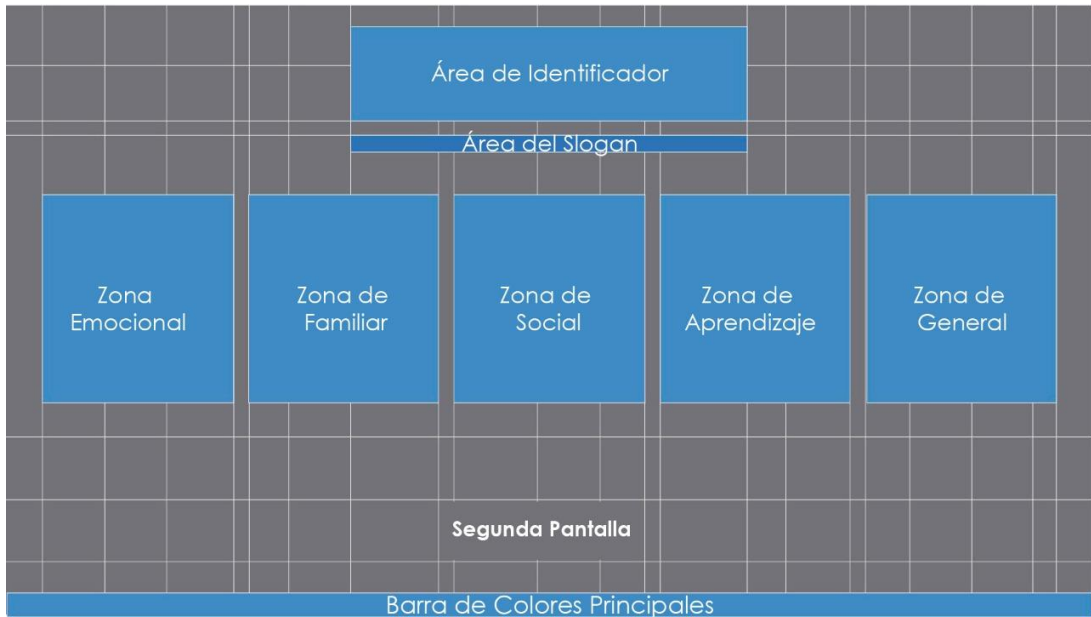 Área de Identificador
Área del Slogan
Zona
Emocional
Zona de
Familiar
Zona de
Social
Zona de
Aprendizaje
Zona de
General
Segunda Pantalla
Barra de Colores Principales